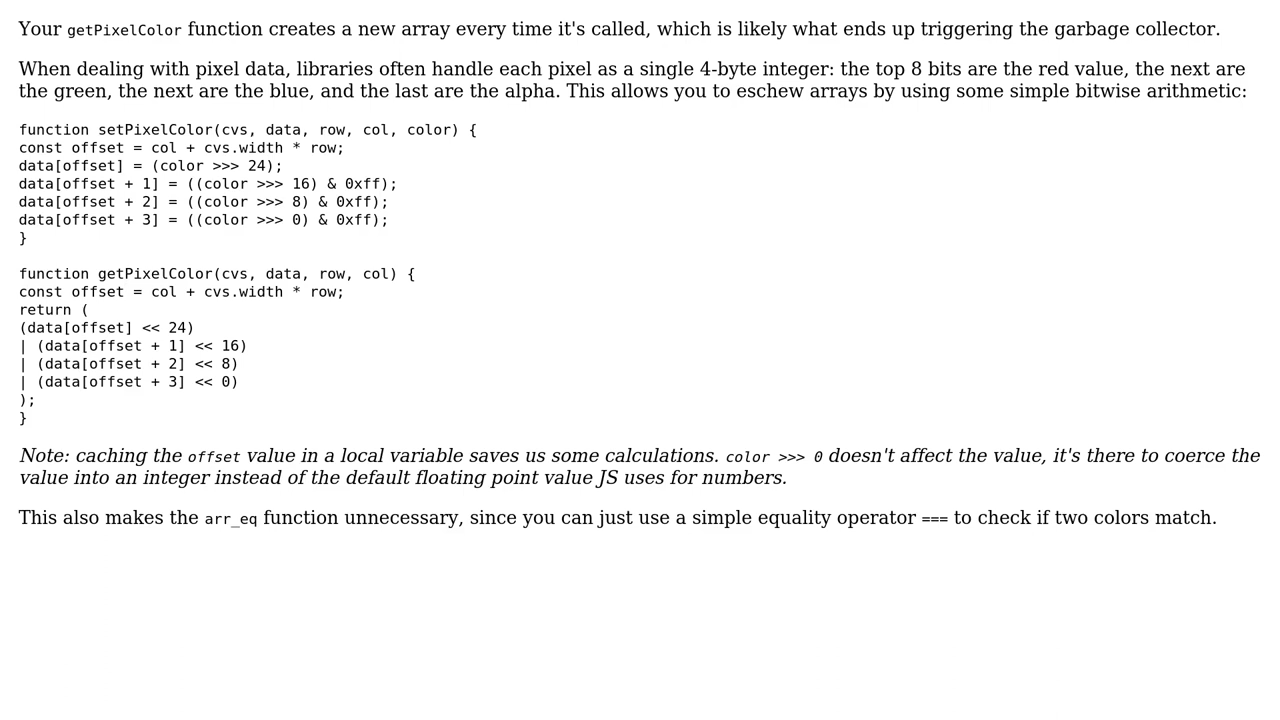 Your getPixelColor function creates a new array every time it's called, which is likely what ends up triggering the garbage collector.
When dealing with pixel data, libraries often handle each pixel as a single 4-byte integer: the top 8 bits are the red value, the next are
the green, the next are the blue, and the last are the alpha. This allows you to eschew arrays by using some simple bitwise arithmetic:
function setPixelColor(cvs, data, row, col, color) {
const offset = col + cvs.width * row;
data[offset] = (color >>> 24);
data[offset + 1] = ((color >>> 16) & 0xff);
data[offset + 2] = ((color >>> 8) & 0xff);
data[offset + 3] = ((color >>> 0) & 0xff);
}
function getPixelColor(cvs, data, row, col) {
const offset = col + cvs.width * row;
return (
(data[offset] << 24)
| (data[offset + 1] << 16)
| (data[offset + 2] << 8)
| (data[offset + 3] << 0)
);
}
Note: caching the offset value in a local variable saves us some calculations. color >>> 0 doesn't affect the value, it's there to coerce the
value into an integer instead of the default floating point value JS uses for numbers.
This also makes the arr_eq function unnecessary, since you can just use a simple equality operator === to check if two colors match.